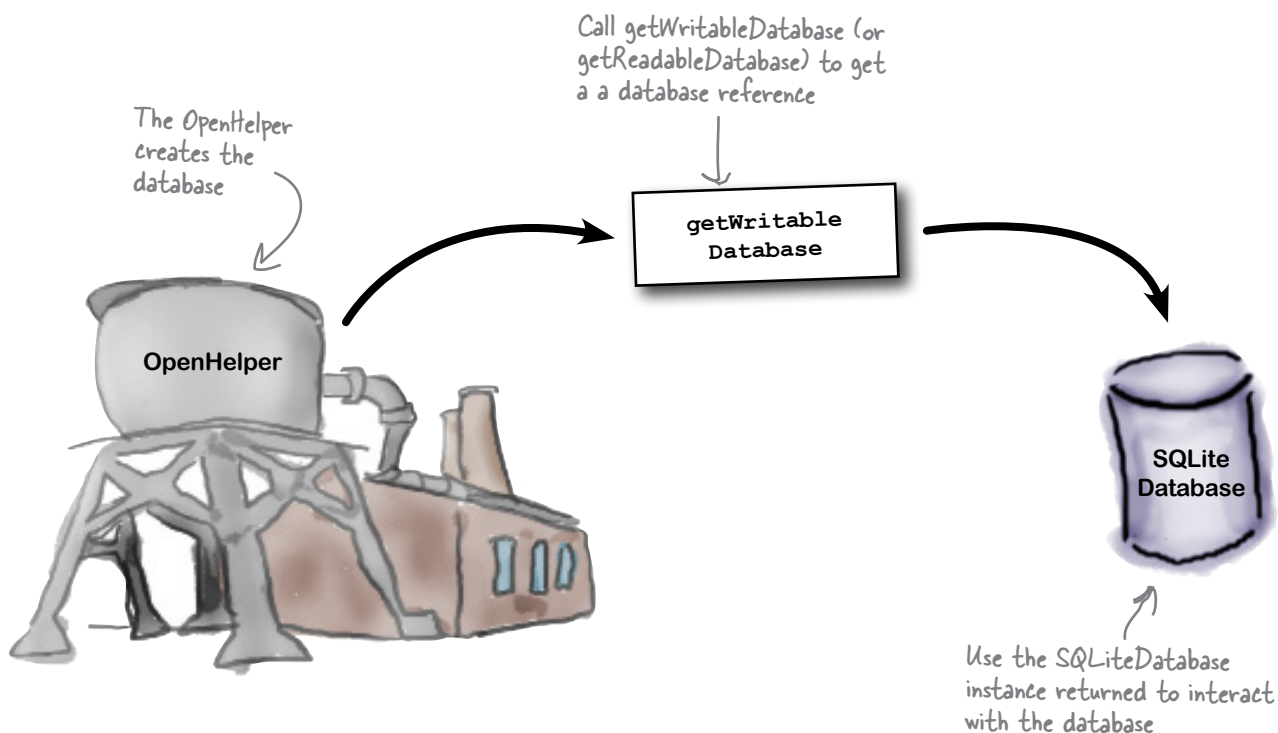 Call getWritableDatabase (or
getReadableDatabase) to get
a a database reference
The OpenHelper
creates the
database
getWritable
Database
OpenHelper
SQLite
Database
Use the SQLiteDatabase
instance returned to interact
with the database